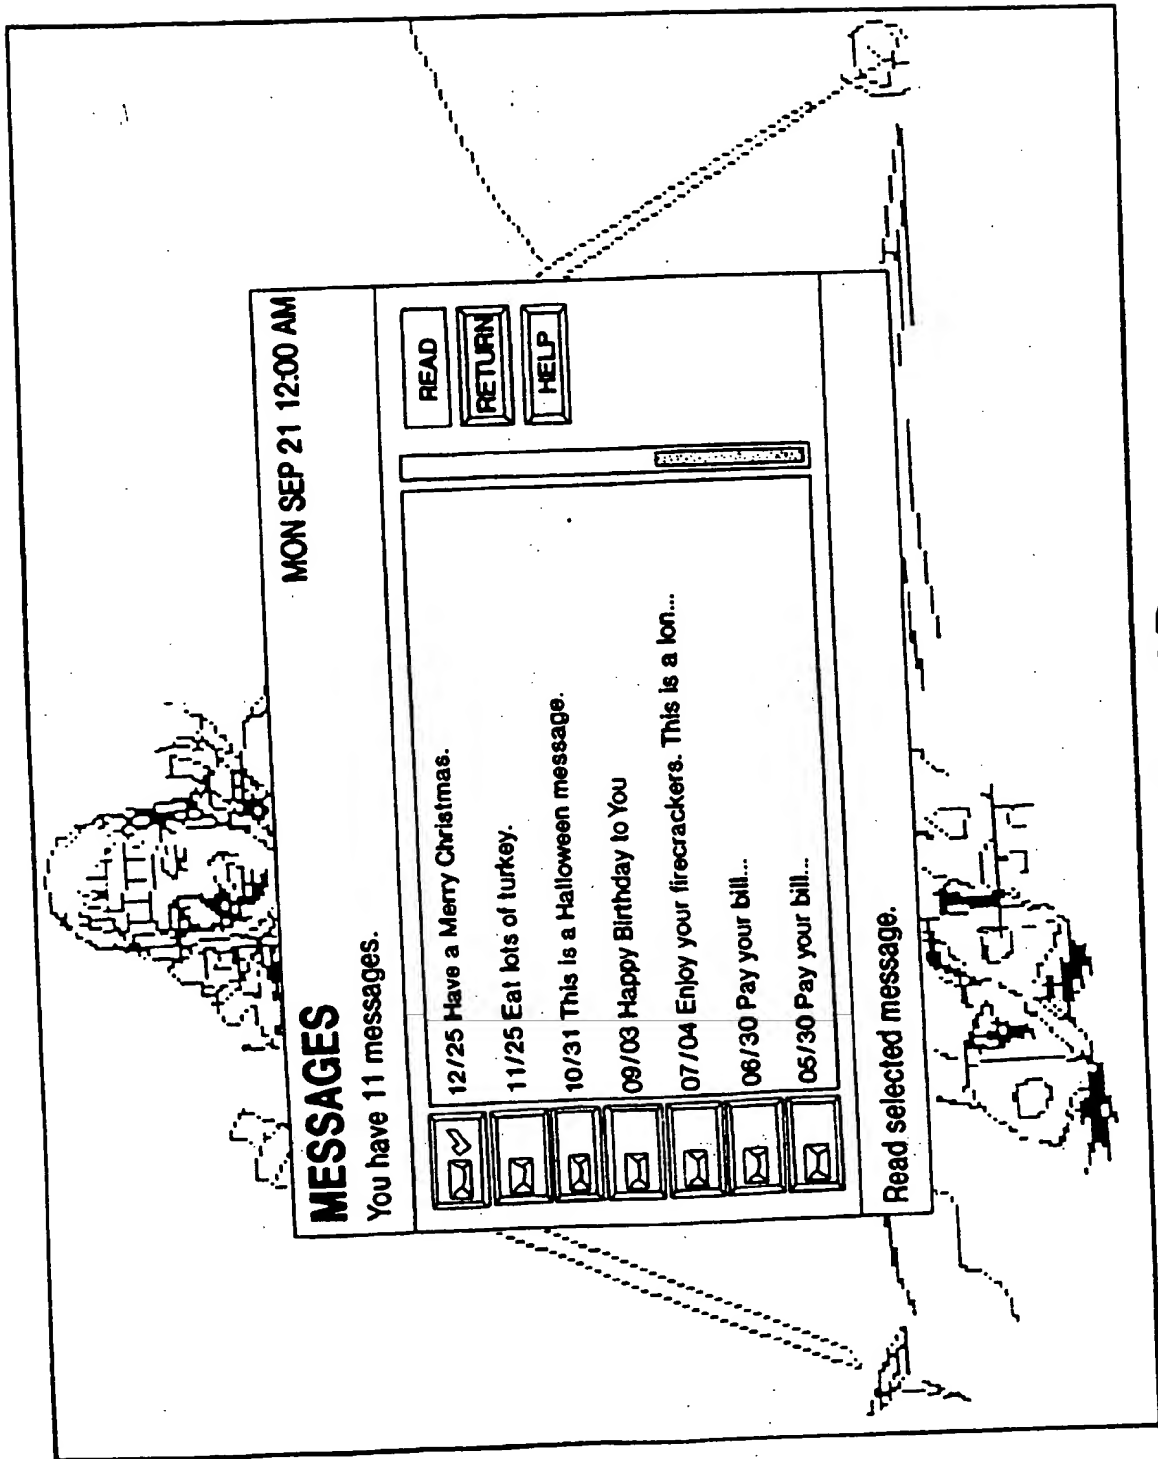 MESSAGES
MON SEP 21 12:00 AM
You have 11 messages.
12/25 Have a Merry Christmas.
11/25 Eat lots of turkey.
10/31 This is a Halloween message.
09/03 Happy Birthday to You
07/04 Enjoy your firecrackers. This is a lon...
06/30 Pay your bill...
05/30 Pay your bill...
READ
RETURN
HELP
Read selected message.